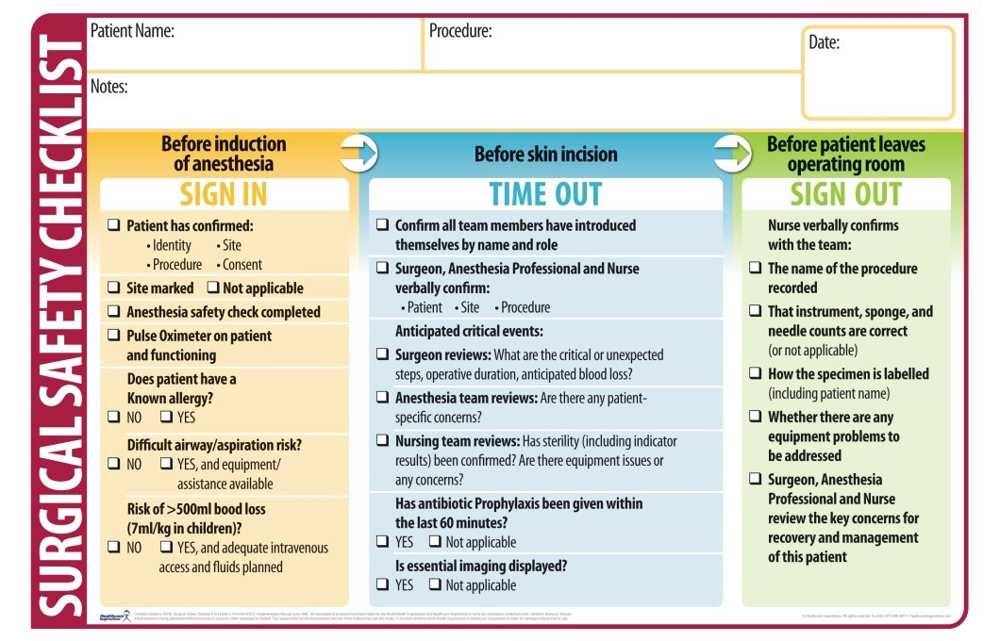 SURGICAL SAFETY CHECKLIST
Patient Name:
Procedure:
Date:
Notes:
Before induction
of anesthesia
SIGN IN
❑ Patient has confirmed:
• Identity • Site
• Procedure • Consent
❑ Site marked ❑ Not applicable
❑ Anesthesia safety check completed
❑ Pulse Oximeter on patient
and functioning
Does patient have a
Known allergy?
❑ NO ❑ YES
Difficult airway/aspiration risk?
❑ NO ❑ YES, and equipment/
assistance available
Risk of >500ml bood loss
(7ml/kg in children)?
❑ NO ❑ YES, and adequate intravenous
access and fluids planned
Before skin incision
TIME OUT
❑ Confirm all team members have introduced
themselves by name and role
❑ Surgeon, Anesthesia Professional and Nurse
verbally confirm:
• Patient • Site • Procedure
Anticipated critical events:
❑ Surgeon reviews: What are the critical or unexpected
steps, operative duration, anticipated blood loss?
❑ Anesthesia team reviews: Are there any patient-
specific concerns?
❑ Nursing team reviews: Has sterility (including indicator
results) been confirmed? Are there equipment issues or
any concerns?
Has antibiotic Prophylaxis been given within
the last 60 minutes?
❑ YES ❑ Not applicable
Is essential imaging displayed?
❑ YES ❑ Not applicable
Before patient leaves
operating room
SIGN OUT
Nurse verbally confirms
with the team:
❑ The name of the procedure
recorded
❑ That instrument, sponge, and
needle counts are correct
(or not applicable)
❑ How the specimen is labelled
(including patient name)
❑ Whether there are any
equipment problems to
be addressed
❑ Surgeon, Anesthesia
Professional and Nurse
review the key concerns for
recovery and management
of this patient
Healthcare
Inspirations